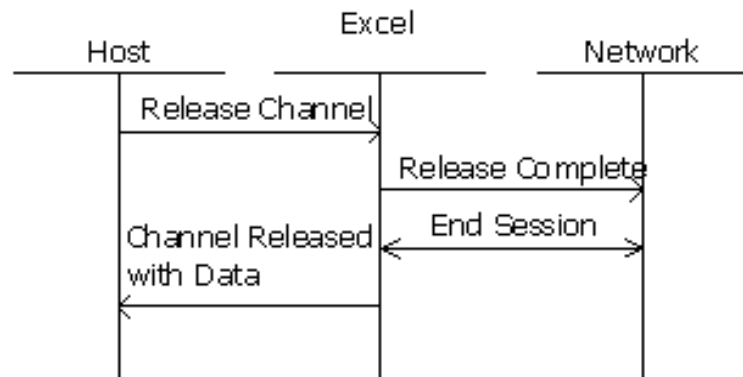 Excel
Host
Network
Release Channel
Release Complete
End Session
Channel Released
with Data